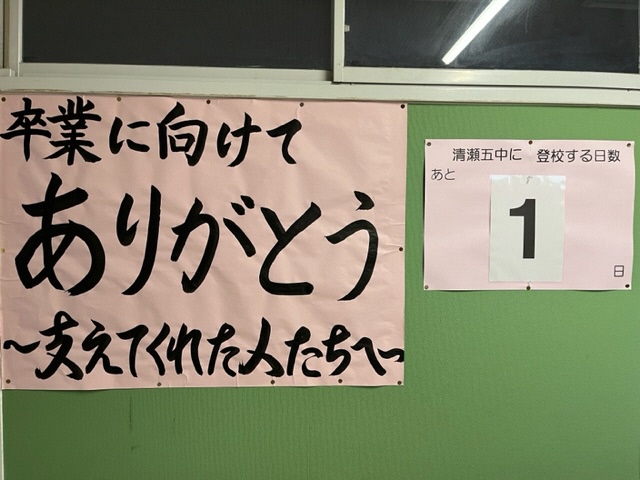 卒業に向けて
ありがとう
～支えてくれた人たちへ～
清瀬五中に 登校する日数
あと
1
日